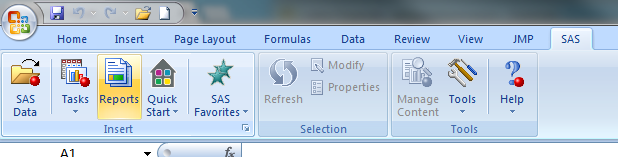 Home Insert Page Layout Formulas Data Review View JMP SAS
SAS Data Tasks Reports Quick Start SAS Favorites Refresh Modify Properties Manage Content Tools Help
Insert Selection Tools
A1 fx